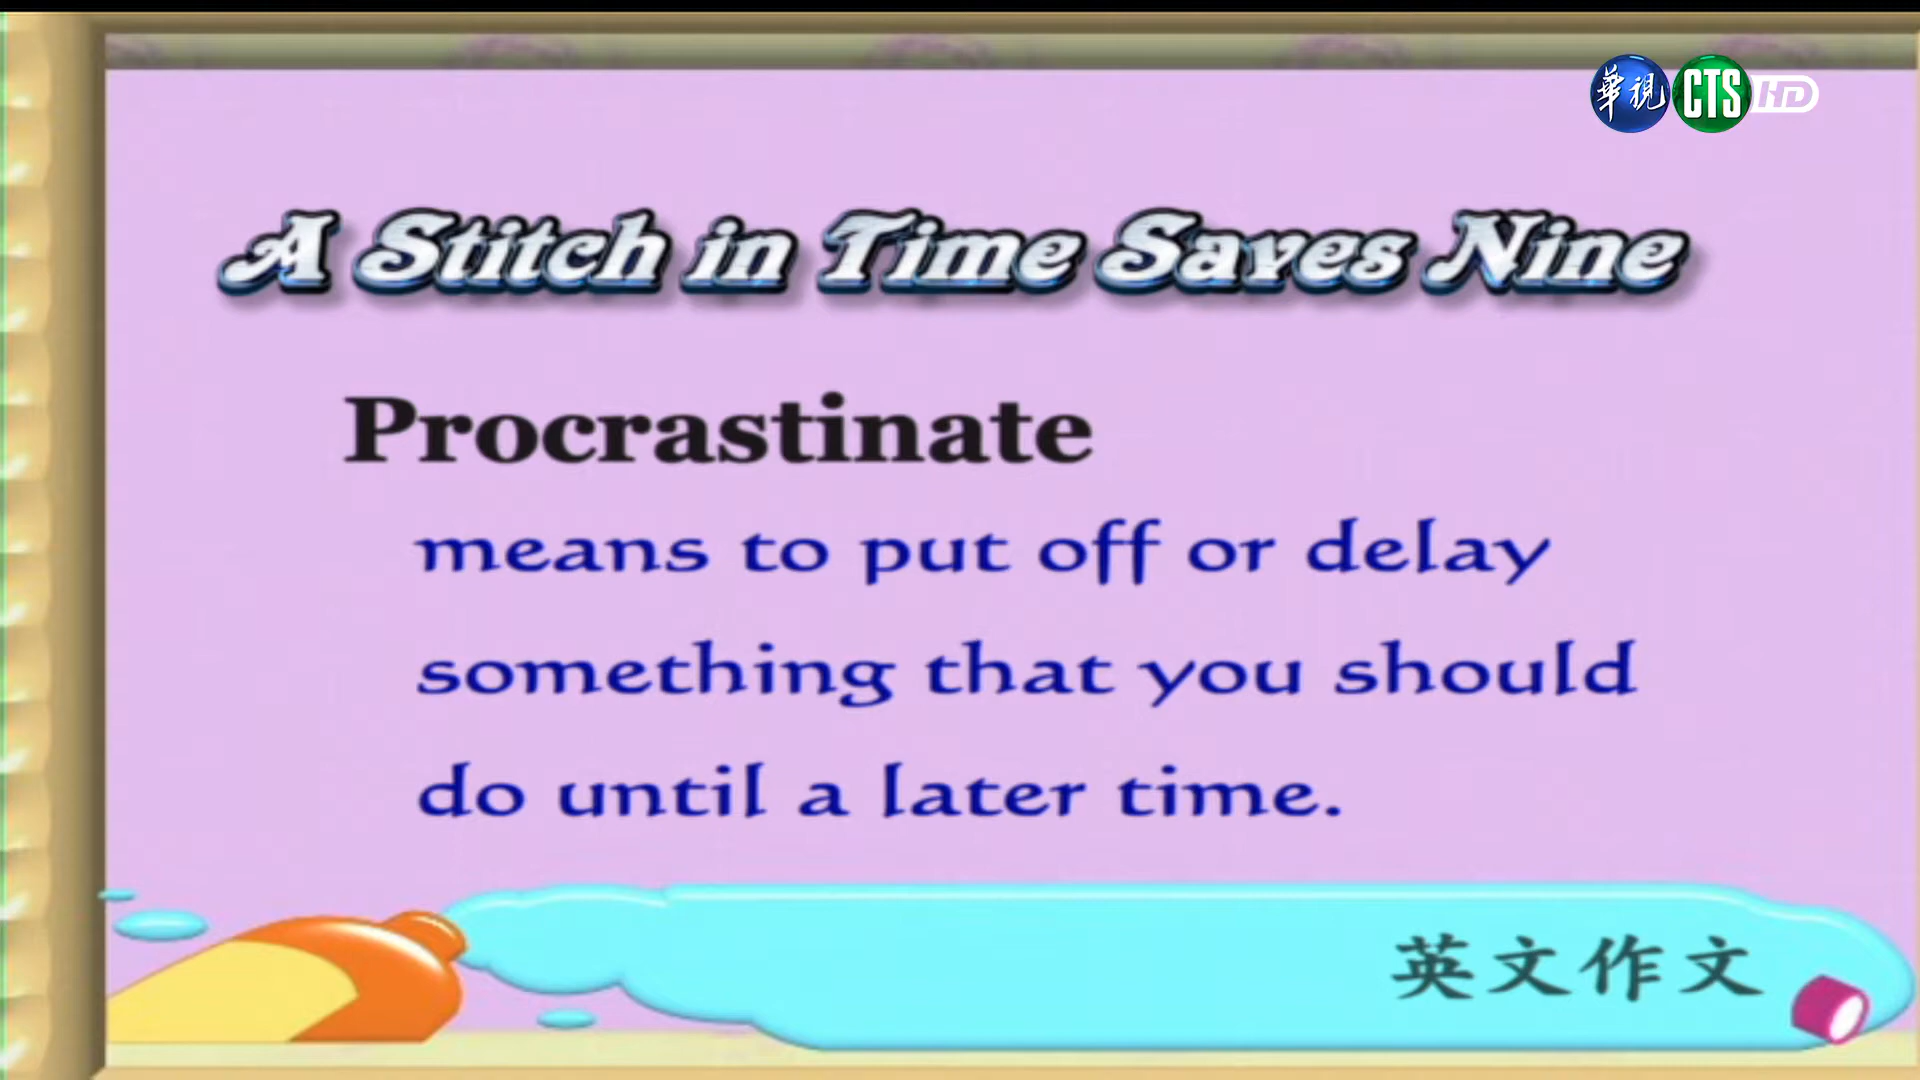 華視 CTS HD
A Stitch in Time Saves Nine
Procrastinate
means to put off or delay
something that you should
do until a later time.
英文作文